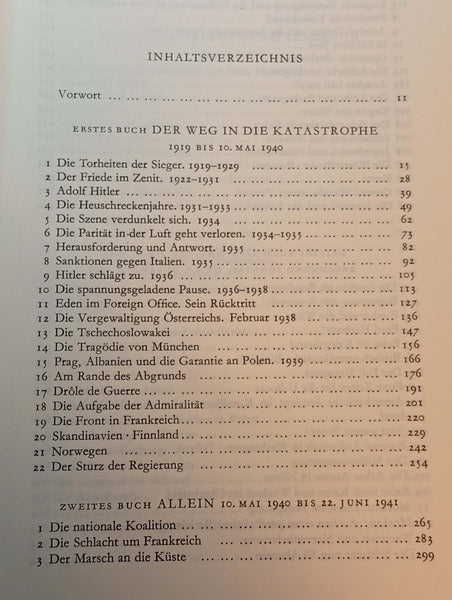 INHALTSVERZEICHNIS
Vorwort ... ... ... ... ... ... ... ... ... ... ... ... ... 11
ERSTES BUCH DER WEG IN DIE KATASTROPHE
1919 BIS 10. MAI 1940
1 Die Torheiten der Sieger. 1919–1929 ... ... ... ... ... 15
2 Der Friede im Zenit. 1922–1931 ... ... ... ... ... ... 28
3 Adolf Hitler ... ... ... ... ... ... ... ... ... ... ... 39
4 Die Heuschreckenjahre. 1931–1933 ... ... ... ... ... ... 49
5 Die Szene verdunkelt sich. 1934 ... ... ... ... ... ... 62
6 Die Parität in der Luft geht verloren. 1934–1935 ... ... ... 73
7 Herausforderung und Antwort. 1935 ... ... ... ... ... ... 82
8 Sanktionen gegen Italien. 1935 ... ... ... ... ... ... ... 92
9 Hitler schlägt zu. 1936 ... ... ... ... ... ... ... ... 105
10 Die spannungsgeladene Pause. 1936–1938 ... ... ... ... ... 113
11 Eden im Foreign Office. Sein Rücktritt ... ... ... ... ... 127
12 Die Vergewaltigung Österreichs. Februar 1938 ... ... ... ... 136
13 Die Tschechoslowakei ... ... ... ... ... ... ... ... 147
14 Die Tragödie von München ... ... ... ... ... ... ... 156
15 Prag, Albanien und die Garantie an Polen. 1939 ... ... ... 166
16 Am Rande des Abgrunds ... ... ... ... ... ... ... 176
17 Drôle de Guerre ... ... ... ... ... ... ... ... ... 191
18 Die Aufgabe der Admiralität ... ... ... ... ... ... ... 201
19 Die Front in Frankreich ... ... ... ... ... ... ... ... 220
20 Skandinavien · Finnland ... ... ... ... ... ... ... ... 229
21 Norwegen ... ... ... ... ... ... ... ... ... ... 242
22 Der Sturz der Regierung ... ... ... ... ... ... ... 254
ZWEITES BUCH ALLEIN 10. MAI 1940 BIS 22. JUNI 1941
1 Die nationale Koalition ... ... ... ... ... ... ... ... 265
2 Die Schlacht um Frankreich ... ... ... ... ... ... ... 283
3 Der Marsch an die Küste ... ... ... ... ... ... ... 299